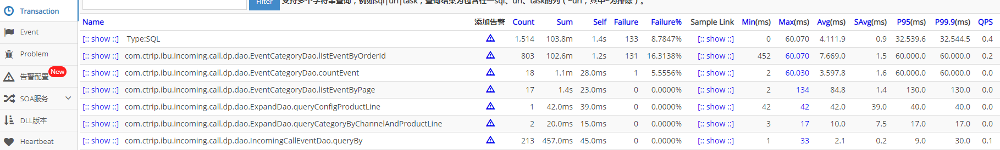 Transaction
Event
Problem
告警配置 New
SOA服务
DLL版本
Heartbeat
Filter 支持多个字符串查询，例如sql|url|task，查询结果为包含任一sql、url、task的列（~url，其中~为排除）。
Name 添加告警 Count Sum Self Failure Failure% Sample Link Min(ms) Max(ms) Avg(ms) SAvg(ms) P95(ms) P99.9(ms) QPS
[:: show ::] Type:SQL 1,514 103.8m 1.4s 133 8.7847% [:: show ::] 0 60,070 4,111.9 0.9 32,539.6 32,544.5 0.4
[:: show ::] com.ctrip.ibu.incoming.call.dp.dao.EventCategoryDao.listEventByOrderId 803 102.6m 1.2s 131 16.3138% [:: show ::] 452 60,070 7,669.0 1.5 60,000.0 60,000.0 0.2
[:: show ::] com.ctrip.ibu.incoming.call.dp.dao.EventCategoryDao.countEvent 18 1.1m 28.0ms 1 5.5556% [:: show ::] 2 60,030 3,597.8 1.6 60,000.0 60,000.0 0.0
[:: show ::] com.ctrip.ibu.incoming.call.dp.dao.EventCategoryDao.listEventByPage 17 1.4s 23.0ms 0 0.0000% [:: show ::] 2 134 84.8 1.4 130.0 130.0 0.0
[:: show ::] com.ctrip.ibu.incoming.call.dp.dao.ExpandDao.queryConfigProductLine 1 42.0ms 39.0ms 0 0.0000% [:: show ::] 42 42 42.0 39.0 40.0 40.0 0.0
[:: show ::] com.ctrip.ibu.incoming.call.dp.dao.ExpandDao.queryCategoryByChannelAndProductLine 2 20.0ms 15.0ms 0 0.0000% [:: show ::] 3 17 10.0 7.5 17.0 17.0 0.0
[:: show ::] com.ctrip.ibu.incoming.call.dp.dao.IncomingCallEventDao.queryBy 213 457.0ms 45.0ms 0 0.0000% [:: show ::] 1 33 2.1 0.2 9.0 30.0 0.1